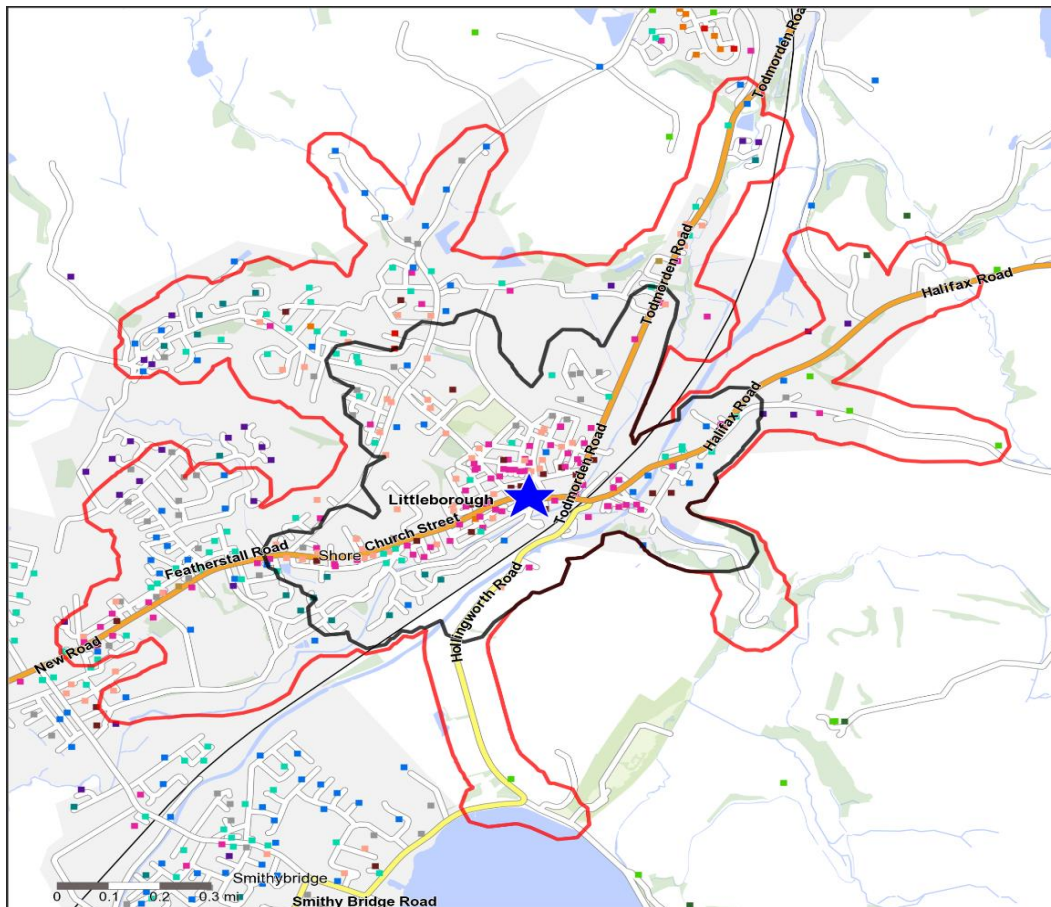 Todmorden Road
Todmorden Road
Halifax Road
Halifax Road
Todmorden Road
Littleborough
Church Street
Shore
Featherstall Road
Hollingworth Road
New Road
Smithybridge
0 0.1 0.2 0.3 mi
Smithy Bridge Road